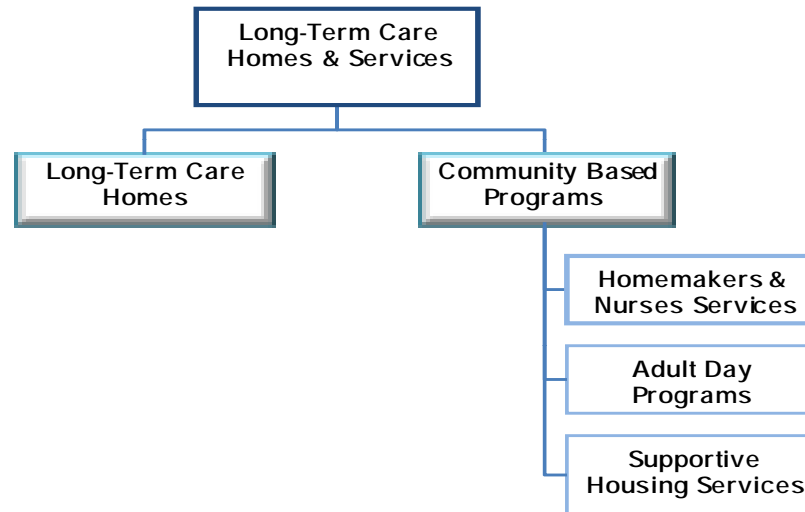 Long-Term Care
Homes & Services
Long-Term Care
Homes
Community Based
Programs
Homemakers &
Nurses Services
Adult Day
Programs
Supportive
Housing Services